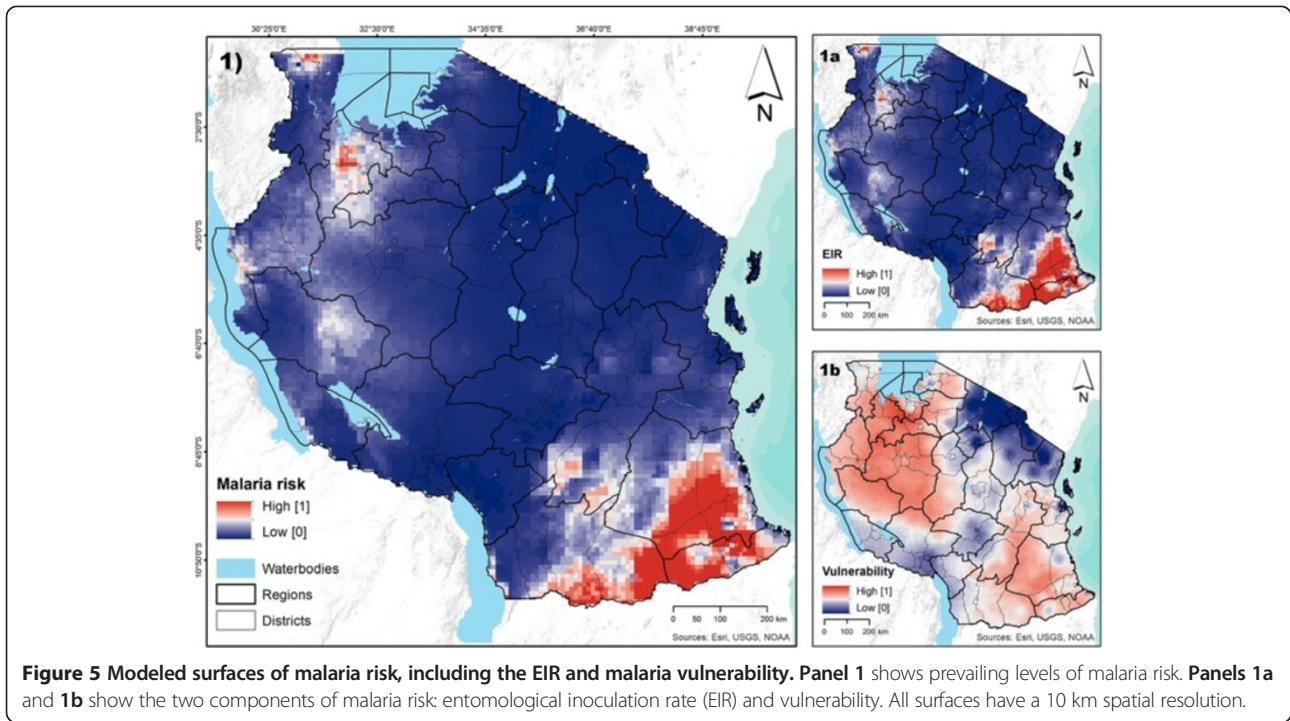 30°25'0"E 32°30'0"E 34°35'0"E 36°40'0"E 38°45'0"E
1)
N
2°30'0"S
4°35'0"S
6°40'0"S
8°45'0"S
10°50'0"S
Malaria risk
High [1]
Low [0]
Waterbodies
Regions
Districts
0 50 100 200 km
Sources: Esri, USGS, NOAA
1a
N
EIR
High [1]
Low [0]
0 100 200 km
Sources: Esri, USGS, NOAA
1b
N
Vulnerability
High [1]
Low [0]
0 100 200 km
Sources: Esri, USGS, NOAA
Figure 5 Modeled surfaces of malaria risk, including the EIR and malaria vulnerability. Panel 1 shows prevailing levels of malaria risk. Panels 1a
and 1b show the two components of malaria risk: entomological inoculation rate (EIR) and vulnerability. All surfaces have a 10 km spatial resolution.